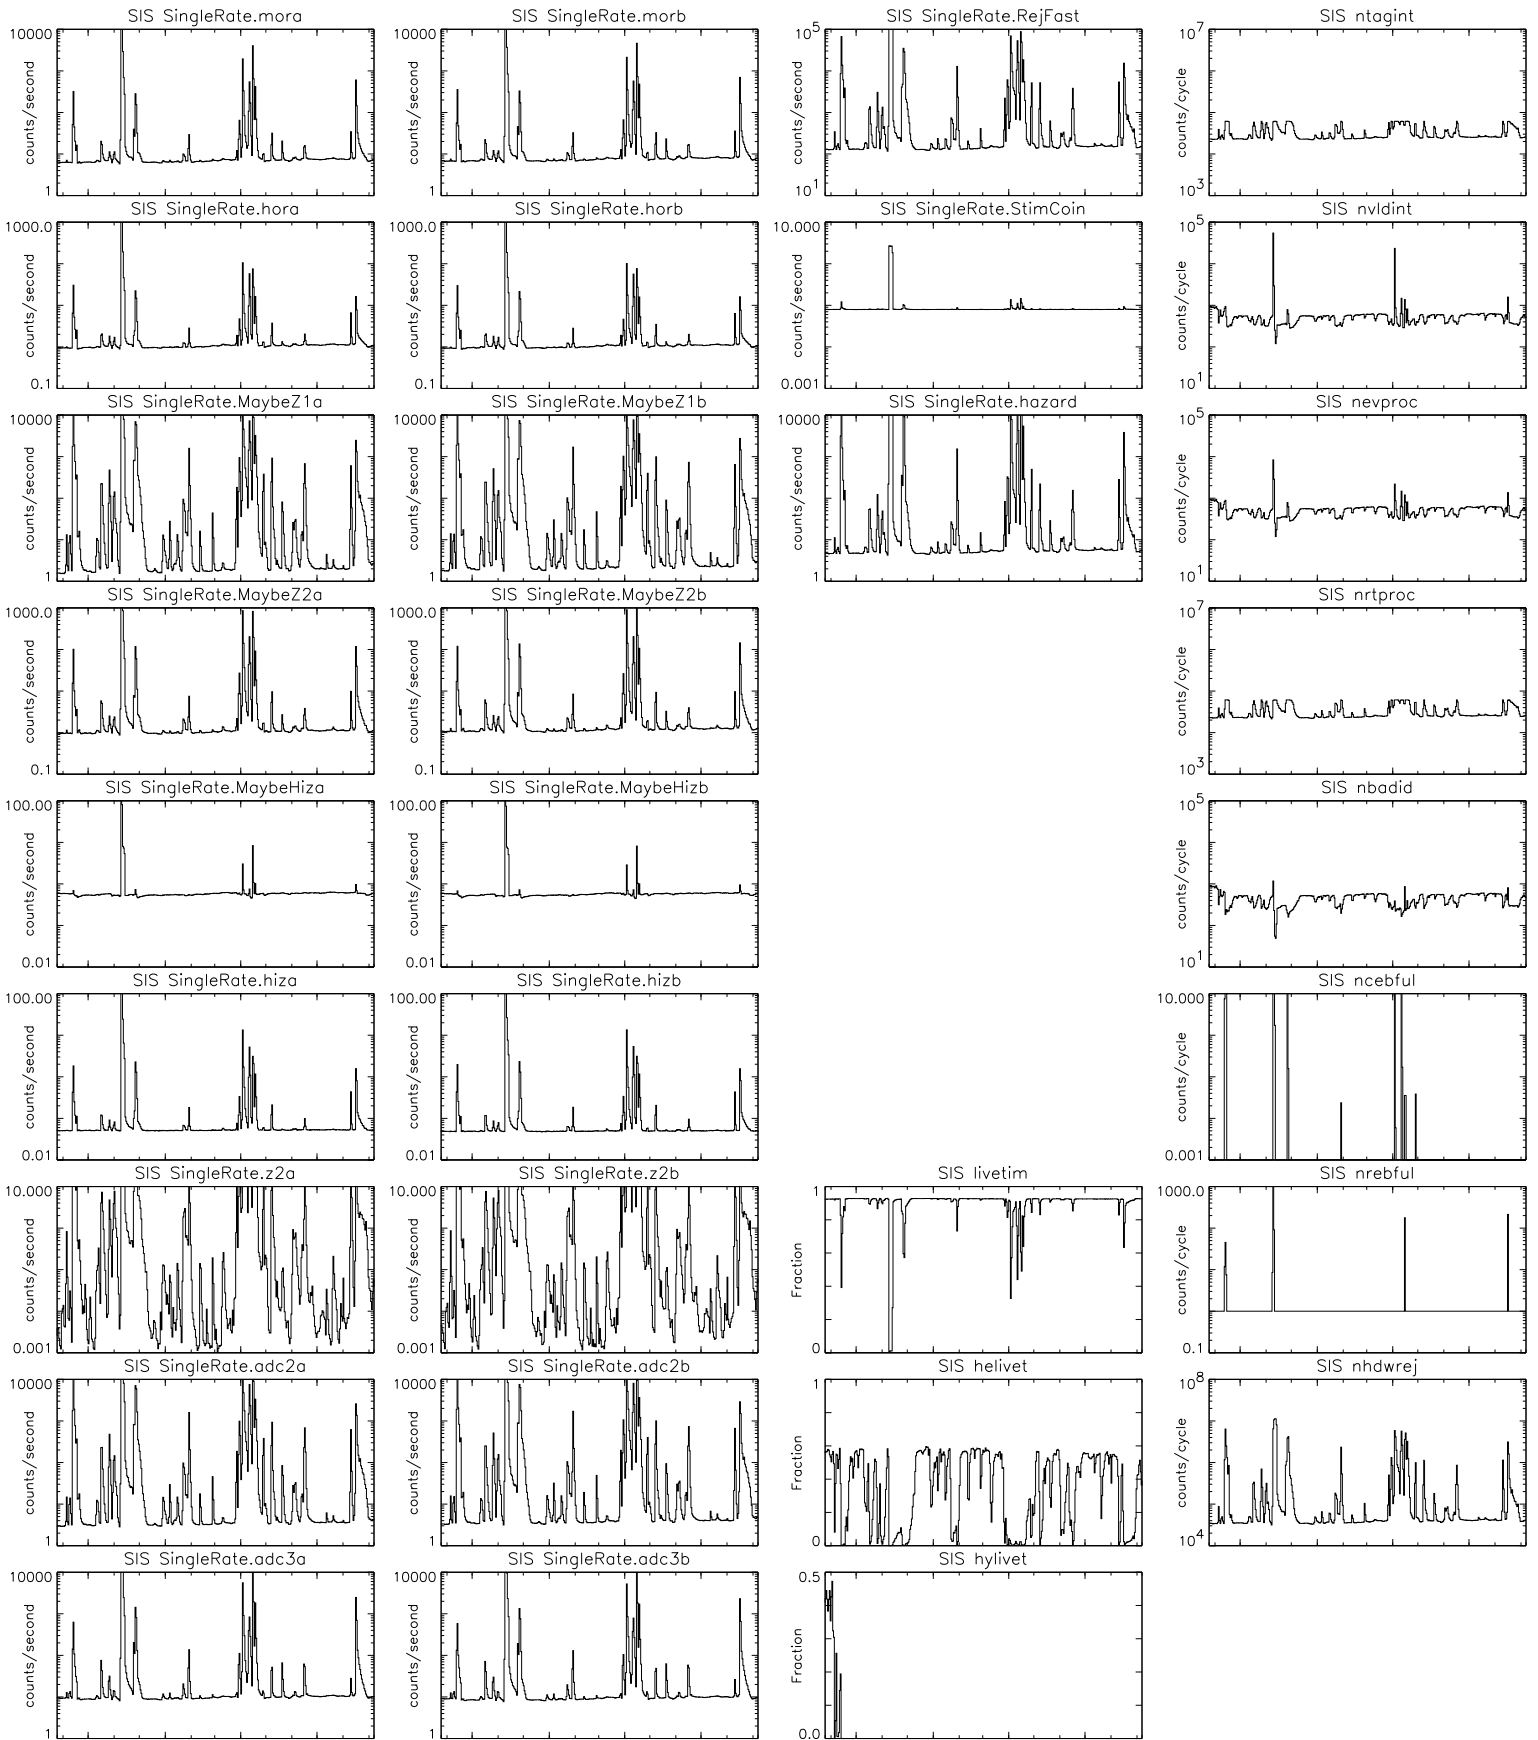 SIS SingleRate.mora SIS SingleRate.morb SIS SingleRate.RejFast SIS ntagint
10000 10000 10^5 10^7
counts/second counts/second counts/second counts/cycle
1 1 10^1 10^3
SIS SingleRate.hora SIS SingleRate.horb SIS SingleRate.StimCoin SIS nvldint
1000.0 1000.0 10.000 10^5
counts/second counts/second counts/second counts/cycle
0.1 0.1 0.001 10^1
SIS SingleRate.MaybeZ1a SIS SingleRate.MaybeZ1b SIS SingleRate.hazard SIS nevproc
10000 10000 10000 10^5
counts/second counts/second counts/second counts/cycle
1 1 1 10^1
SIS SingleRate.MaybeZ2a SIS SingleRate.MaybeZ2b SIS nrtproc
1000.0 1000.0 10^7
counts/second counts/second counts/cycle
0.1 0.1 10^3
SIS SingleRate.MaybeHiza SIS SingleRate.MaybeHizb SIS nbadid
100.00 100.00 10^5
counts/second counts/second counts/cycle
0.01 0.01 10^1
SIS SingleRate.hiza SIS SingleRate.hizb SIS ncebful
100.00 100.00 10.000
counts/second counts/second counts/cycle
0.01 0.01 0.001
SIS SingleRate.z2a SIS SingleRate.z2b SIS livetim SIS nrebful
10.000 10.000 1 1000.0
counts/second counts/second Fraction counts/cycle
0.001 0.001 0 0.1
SIS SingleRate.adc2a SIS SingleRate.adc2b SIS helivet SIS nhdwrej
10000 10000 1 10^8
counts/second counts/second Fraction counts/cycle
1 1 0 10^4
SIS SingleRate.adc3a SIS SingleRate.adc3b SIS hylivet
10000 10000 0.5
counts/second counts/second Fraction
1 1 0.0